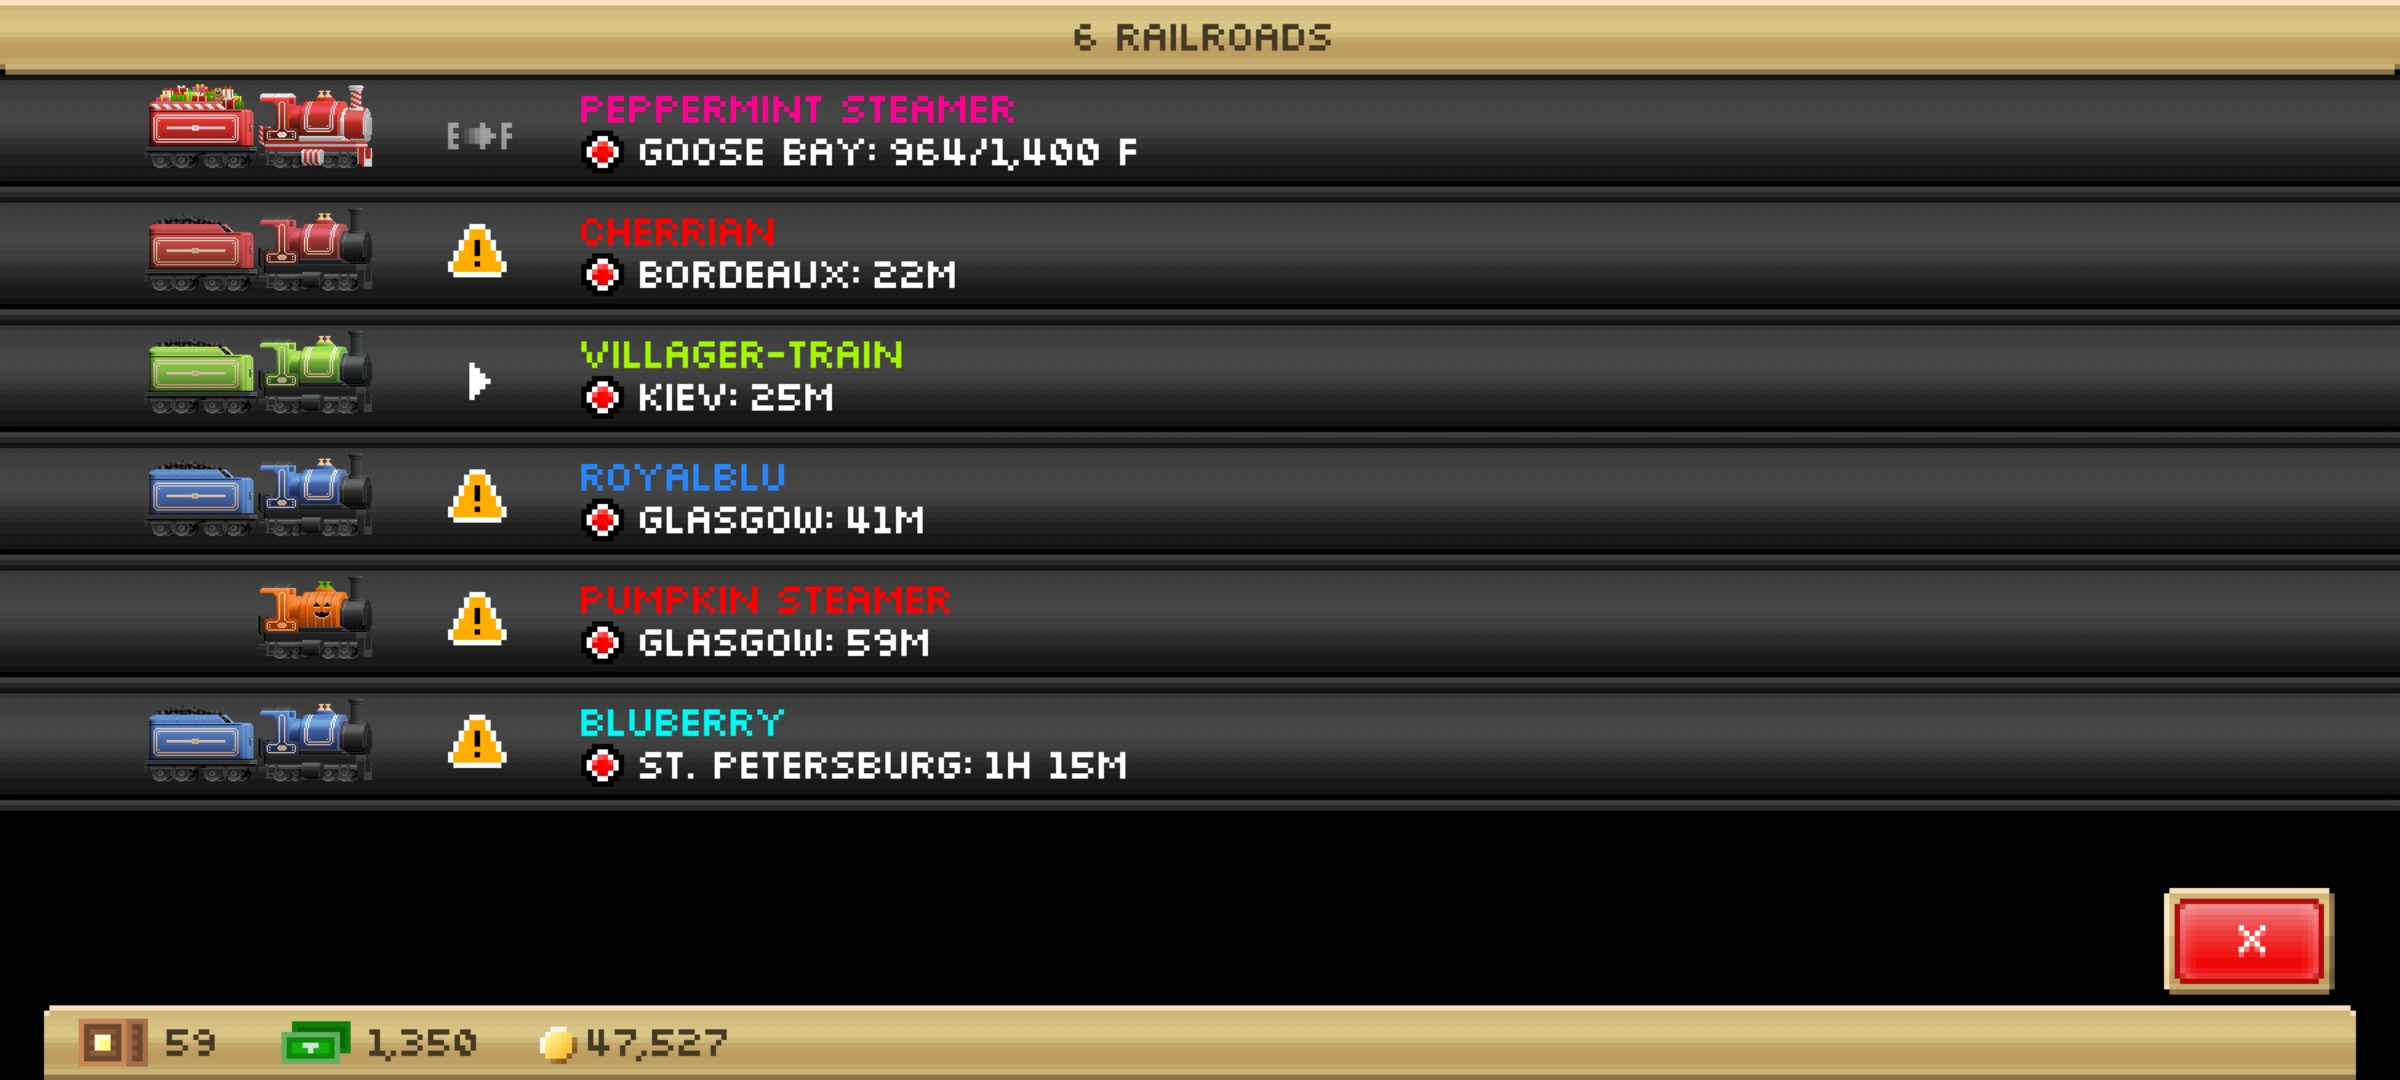 6 RAILROADS
PEPPERMINT STEAMER
E F
GOOSE BAY: 964/1,400 F
CHERRIAN
BORDEAUX: 22M
VILLAGER-TRAIN
KIEV: 25M
ROYALBLU
GLASGOW: 41M
PUMPKIN STEAMER
GLASGOW: 59M
BLUBERRY
ST. PETERSBURG: 1H 15M
X
59 1,350 47,527